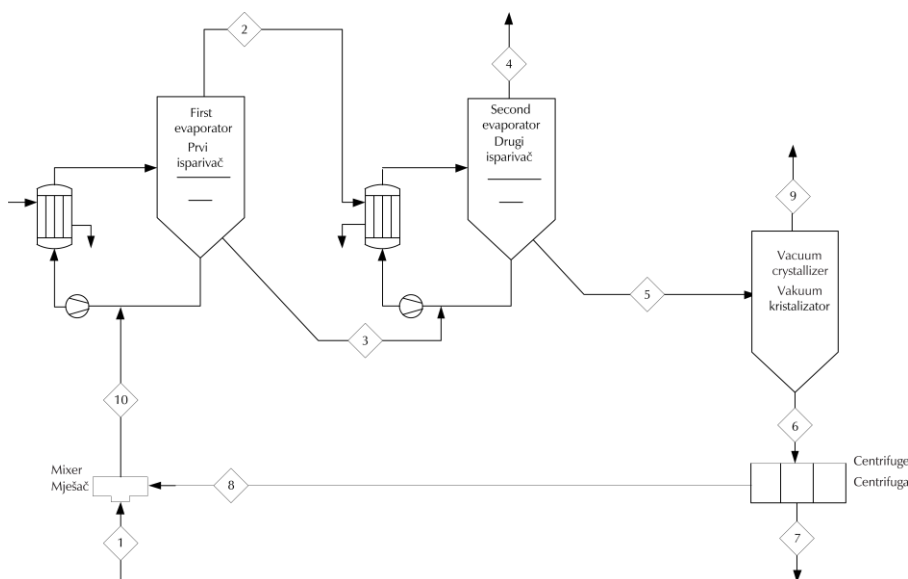 2
4
First
evaporator
Prvi
isparivač
Second
evaporator
Drugi
isparivač
9
Vacuum
crystallizer
Vakuum
kristalizator
5
3
10
6
Mixer
Mješač
8
Centrifuge
Centrifuga
1
7